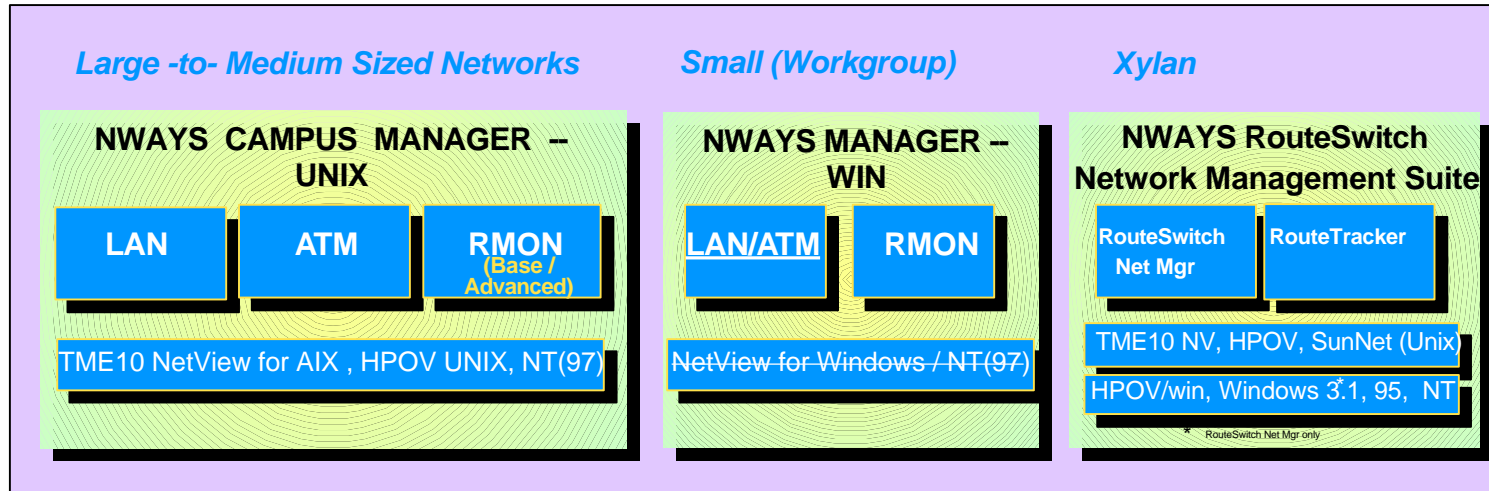 Large -to- Medium Sized Networks
NWAYS CAMPUS MANAGER --
UNIX
LAN
ATM
RMON
(Base /
Advanced)
TME10 NetView for AIX , HPOV UNIX, NT(97)
Small (Workgroup)
NWAYS MANAGER --
WIN
LAN/ATM
RMON
NetView for Windows / NT(97)
Xylan
NWAYS RouteSwitch
Network Management Suite
RouteSwitch
Net Mgr
RouteTracker
TME10 NV, HPOV, SunNet (Unix)
HPOV/win, Windows 3.1*, 95, NT
* RouteSwitch Net Mgr only